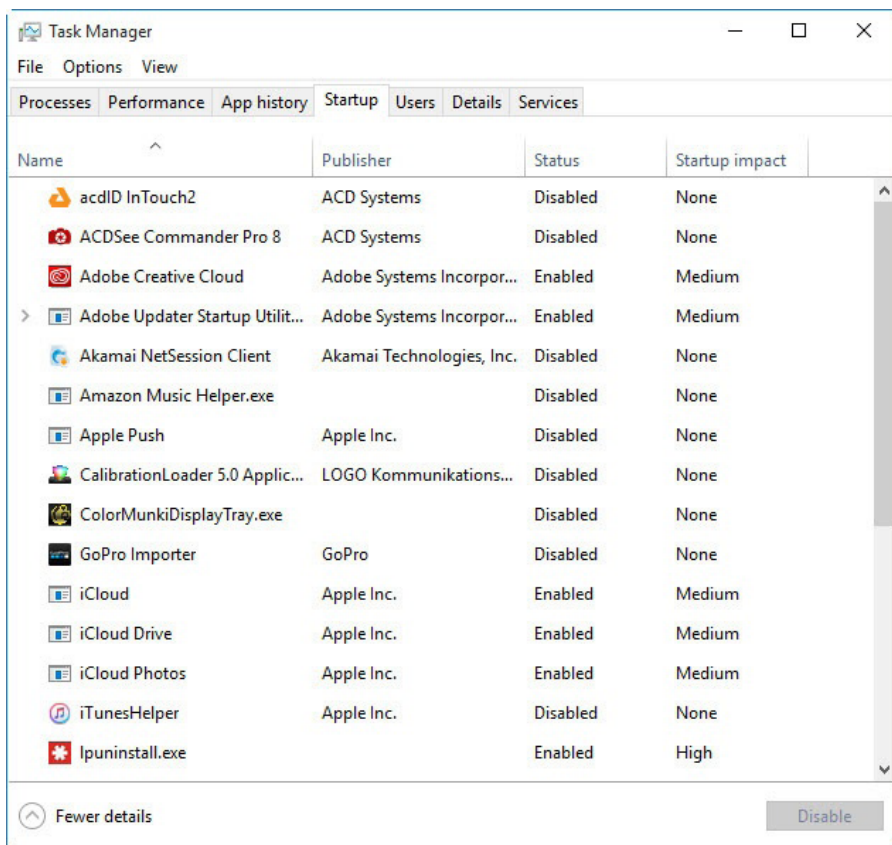 Task Manager
File Options View
Processes Performance App history Startup Users Details Services
Name Publisher Status Startup impact
acdID InTouch2 ACD Systems Disabled None
ACDSee Commander Pro 8 ACD Systems Disabled None
Adobe Creative Cloud Adobe Systems Incorpor... Enabled Medium
Adobe Updater Startup Utilit... Adobe Systems Incorpor... Enabled Medium
Akamai NetSession Client Akamai Technologies, Inc. Disabled None
Amazon Music Helper.exe Disabled None
Apple Push Apple Inc. Disabled None
CalibrationLoader 5.0 Applic... LOGO Kommunikations... Disabled None
ColorMunkiDisplayTray.exe Disabled None
GoPro Importer GoPro Disabled None
iCloud Apple Inc. Enabled Medium
iCloud Drive Apple Inc. Enabled Medium
iCloud Photos Apple Inc. Enabled Medium
iTunesHelper Apple Inc. Disabled None
lpuninstall.exe Enabled High
Fewer details Disable